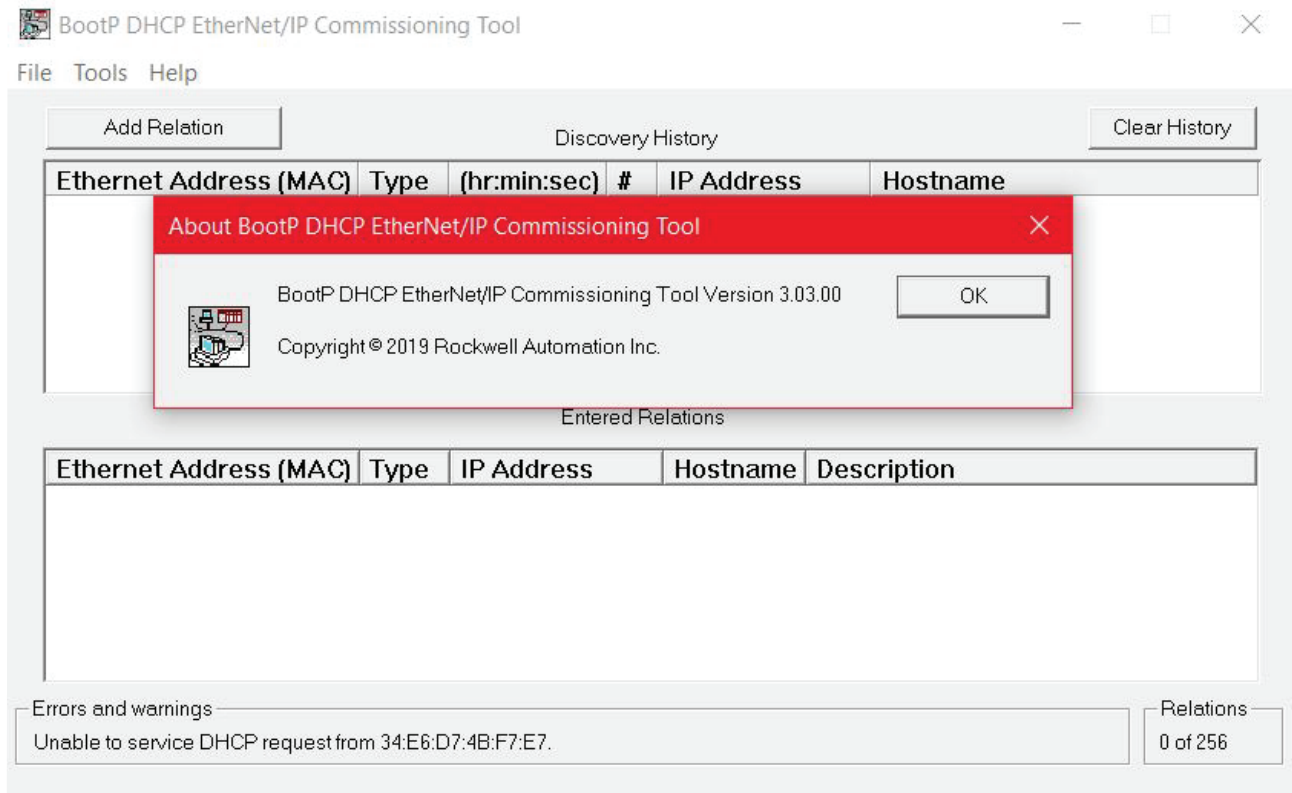 BootP DHCP EtherNet/IP Commissioning Tool
File Tools Help
Add Relation
Discovery History
Clear History
Ethernet Address (MAC) Type (hr:min:sec) # IP Address Hostname
About BootP DHCP EtherNet/IP Commissioning Tool
BootP DHCP EtherNet/IP Commissioning Tool Version 3.03.00
OK
Copyright © 2019 Rockwell Automation Inc.
Entered Relations
Ethernet Address (MAC) Type IP Address Hostname Description
Errors and warnings
Relations
Unable to service DHCP request from 34:E6:D7:4B:F7:E7.
0 of 256